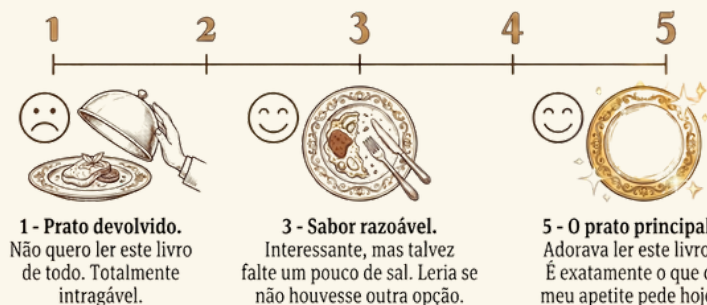 1 2 3 4 5
1 - Prato devolvido.
Não quero ler este livro
de todo. Totalmente
intragável.
3 - Sabor razoável.
Interessante, mas talvez
falte um pouco de sal. Leria se
não houvesse outra opção.
5 - O prato principal
Adorava ler este livro
É exatamente o que o
meu apetite pede hoje